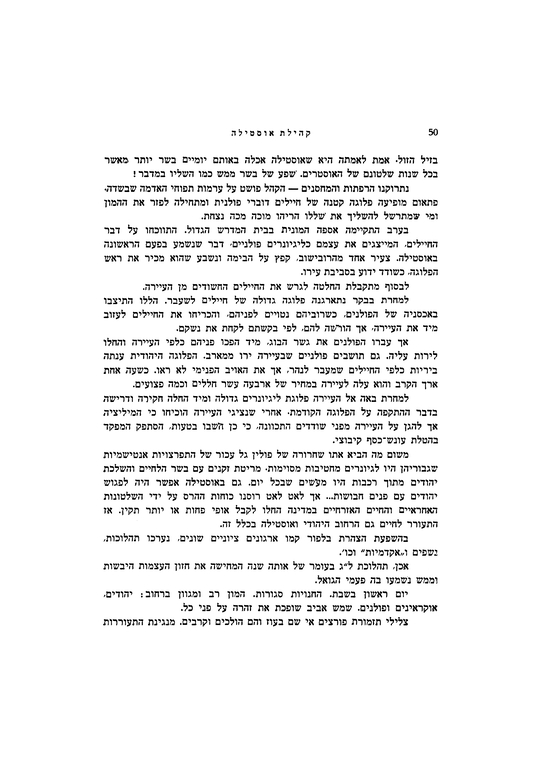 50
קהילת אוסטילה
בזיל הזול. אמת לאמתה היא שאוסטילה אכלה באותם יומיים בשר יותר מאשר
בכל שנות שלטונם של האוסטרים. שפע של בשר ממש כמו השליו במדבר!
נתרוקנו הרפתות והמחסנים — הקהל פושט על ערמות תפוחי האדמה שבשדה.
פתאום מופיעה פלוגה קטנה של חיילים דוברי פולנית ומתחילה לפזר את ההמון
ומי שמתרשל להשליך את שללו הריהו מוכה מכה נצחת.
בערב התקיימה אספה המונית בבית המדרש הגדול. התווכחו על דבר
החיילים, המייצגים את עצמם כליגיונרים פולניים, דבר שנשמע בפעם הראשונה
באוסטילה. צעיר אחד מהרובישוב, קפץ על הבימה ונשבע שהוא מכיר את ראש
הפלוגה, כשודד ידוע בסביבת עירו.
לבסוף מתקבלת החלטה לגרש את החיילים החשודים מן העיירה.
למחרת בבקר נתארגנה פלוגה גדולה של חיילים לשעבר. הללו התיצבו
באכסניה של הפולנים, כשרוביהם נטויים לפניהם, והכריחו את החיילים לעזוב
מיד את העיירה, אך הורשה להם, לפי בקשתם לקחת את נשקם.
אך עברו הפולנים את גשר הבוג, מיד הפכו פניהם כלפי העיירה והחלו
לירות עליה. גם תושבים פולניים שבעיירה ירו ממארב. הפלוגה היהודית ענתה
ביריות כלפי החיילים שמעבר לנהר, אך את האויב הפנימי לא ראו. כשעה אחת
ארך הקרב והוא עלה לעיירה במחיר של ארבעה עשר חללים וכמה פצועים.
למחרת באה אל העיירה פלוגת ליגיונרים גדולה ומיד החלה חקירה ודרישה
בדבר ההתקפה על הפלוגה הקודמת. אחרי שנציגי העיירה הוכיחו כי המיליציה
אך להגן על העיירה מפני שודדים התכוונה, כי כן חשבו בטעות, הסתפק המפקד
בהטלת עונש־כסף קיבוצי.
משום מה הביא אתו שחרורה של פולין גל עכור של התפרצויות אנטישמיות
שגבוריהן היו לגיונרים מחטיבות מסוימות. מריטת זקנים עם בשר הלחיים והשלכת
יהודים מתוך רכבות היו מעשים שבכל יום. גם באוסטילה אפשר היה לפגוש
יהודים עם פנים חבושות... אך לאט לאט רוסנו כוחות ההרס על ידי השלטונות
האחראיים והחיים האזרחיים במדינה החלו לקבל אופי פחות או יותר תקין. אז
התעורר לחיים גם הרחוב היהודי ואוסטילה בכלל זה.
בהשפעת הצהרת בלפור קמו ארגונים ציוניים שונים, נערכו תהלוכות,
נשפים ו„אקדמיות” וכו'.
אכן, תהלוכת ל״ג בעומר של אותה שנה המחישה את חזון העצמות היבשות
וממש נשמעו בה פעמי הגואל.
יום ראשון בשבת. החנויות סגורות. המון רב ומגוון ברחוב: יהודים,
אוקראינים ופולנים. שמש אביב שופכת את זהרה על פני כל.
צלילי תזמורת פורצים אי שם בעוז והם הולכים וקרבים. מנגינת התעוררות